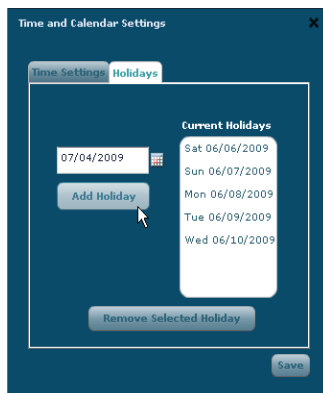 Time and Calendar Settings
Time Settings
Holidays
Current Holidays
07/04/2009
Add Holiday
Sat 06/06/2009
Sun 06/07/2009
Mon 06/08/2009
Tue 06/09/2009
Wed 06/10/2009
Remove Selected Holiday
Save